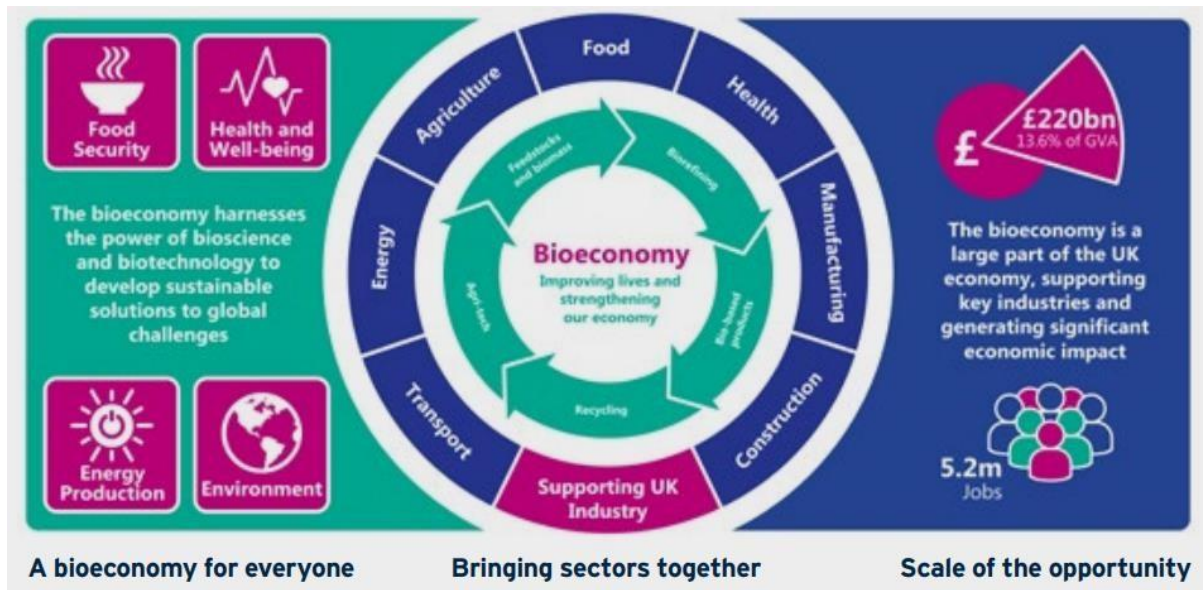 Food
Security
Health and
Well-being
The bioeconomy harnesses
the power of bioscience
and biotechnology to
develop sustainable
solutions to global
challenges
Energy
Production
Environment
Food
Health
Manufacturing
Construction
Supporting UK
Industry
Transport
Energy
Agriculture
Feedstocks
and biomass
Biorefining
Bio-based
products
Recycling
Agri-tech
Bioeconomy
Improving lives and
strengthening
our economy
£
£220bn
13.6% of GVA
The bioeconomy is a
large part of the UK
economy, supporting
key industries and
generating significant
economic impact
5.2m
Jobs
A bioeconomy for everyone
Bringing sectors together
Scale of the opportunity